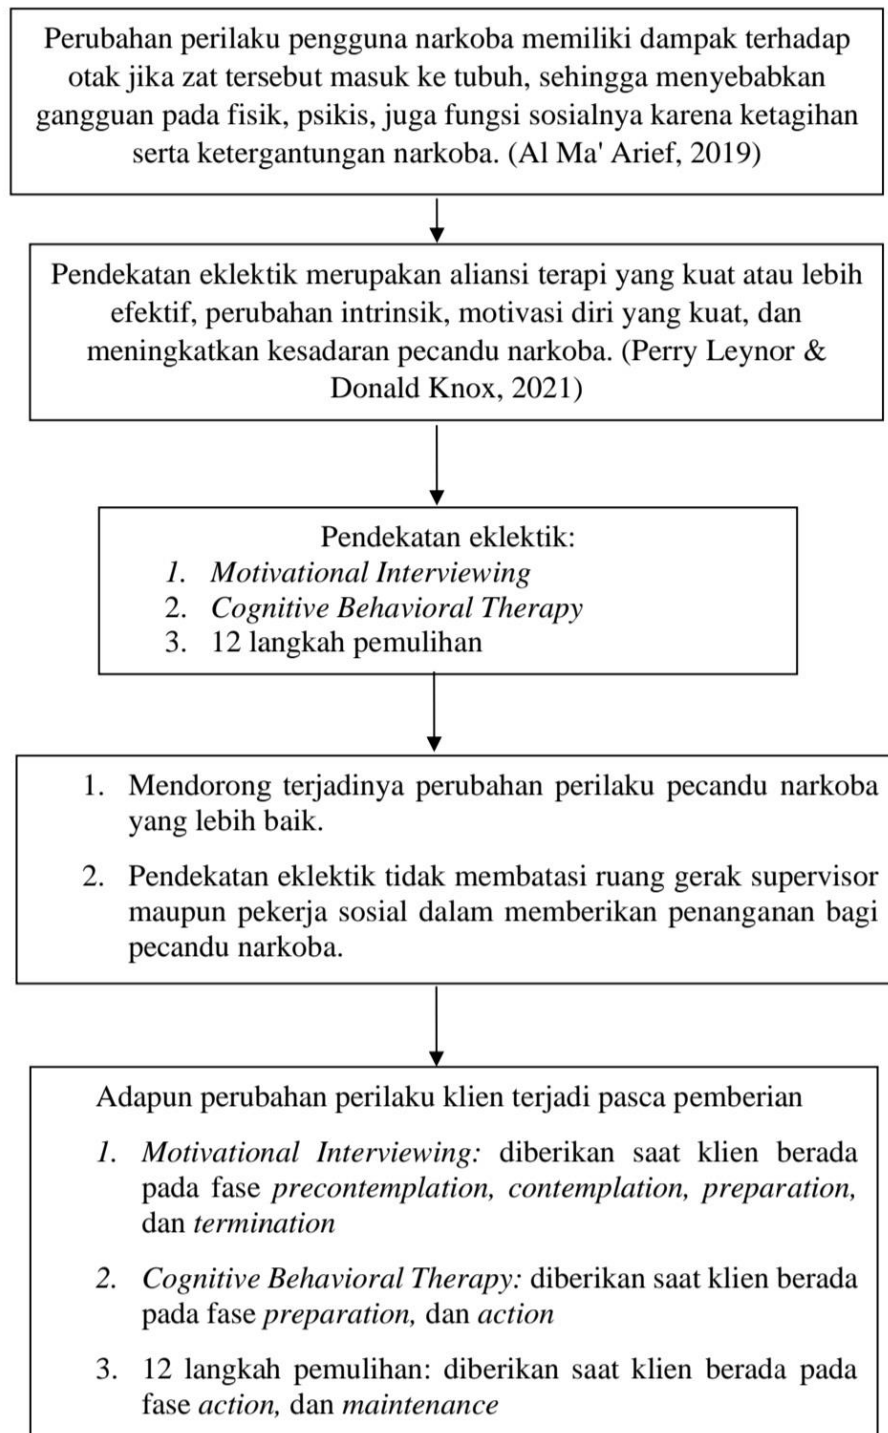 Perubahan perilaku pengguna narkoba memiliki dampak terhadap
otak jika zat tersebut masuk ke tubuh, sehingga menyebabkan
gangguan pada fisik, psikis, juga fungsi sosialnya karena ketagihan
serta ketergantungan narkoba. (Al Ma' Arief, 2019)
Pendekatan eklektik merupakan aliansi terapi yang kuat atau lebih
efektif, perubahan intrinsik, motivasi diri yang kuat, dan
meningkatkan kesadaran pecandu narkoba. (Perry Leynor &
Donald Knox, 2021)
Pendekatan eklektik:
1. Motivational Interviewing
2. Cognitive Behavioral Therapy
3. 12 langkah pemulihan
1. Mendorong terjadinya perubahan perilaku pecandu narkoba
yang lebih baik.
2. Pendekatan eklektik tidak membatasi ruang gerak supervisor
maupun pekerja sosial dalam memberikan penanganan bagi
pecandu narkoba.
Adapun perubahan perilaku klien terjadi pasca pemberian
1. Motivational Interviewing: diberikan saat klien berada
pada fase precontemplation, contemplation, preparation,
dan termination
2. Cognitive Behavioral Therapy: diberikan saat klien berada
pada fase preparation, dan action
3. 12 langkah pemulihan: diberikan saat klien berada pada
fase action, dan maintenance